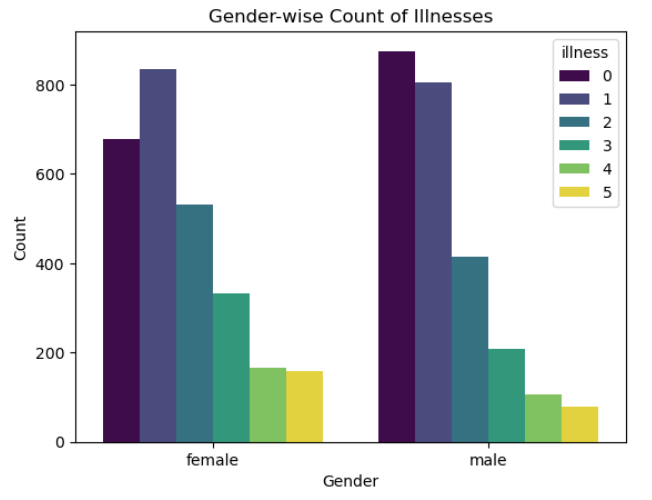 Gender-wise Count of Illnesses
illness
0
1
2
3
4
5
800
600
400
200
0
Count
female
male
Gender